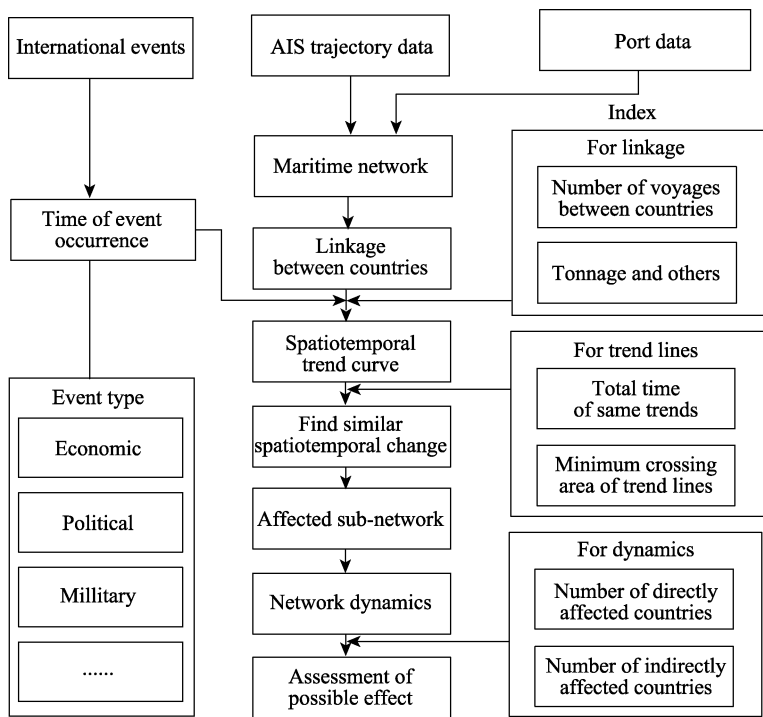 International events
AIS trajectory data
Port data
Index
Maritime network
For linkage
Number of voyages
between countries
Time of event
occurrence
Linkage
between countries
Tonnage and others
Spatiotemporal
trend curve
For trend lines
Total time
of same trends
Event type
Find similar
spatiotemporal change
Economic
Minimum crossing
area of trend lines
Affected sub-network
Political
For dynamics
Network dynamics
Number of directly
affected countries
Millitary
Assessment of
possible effect
Number of indirectly
affected countries
......